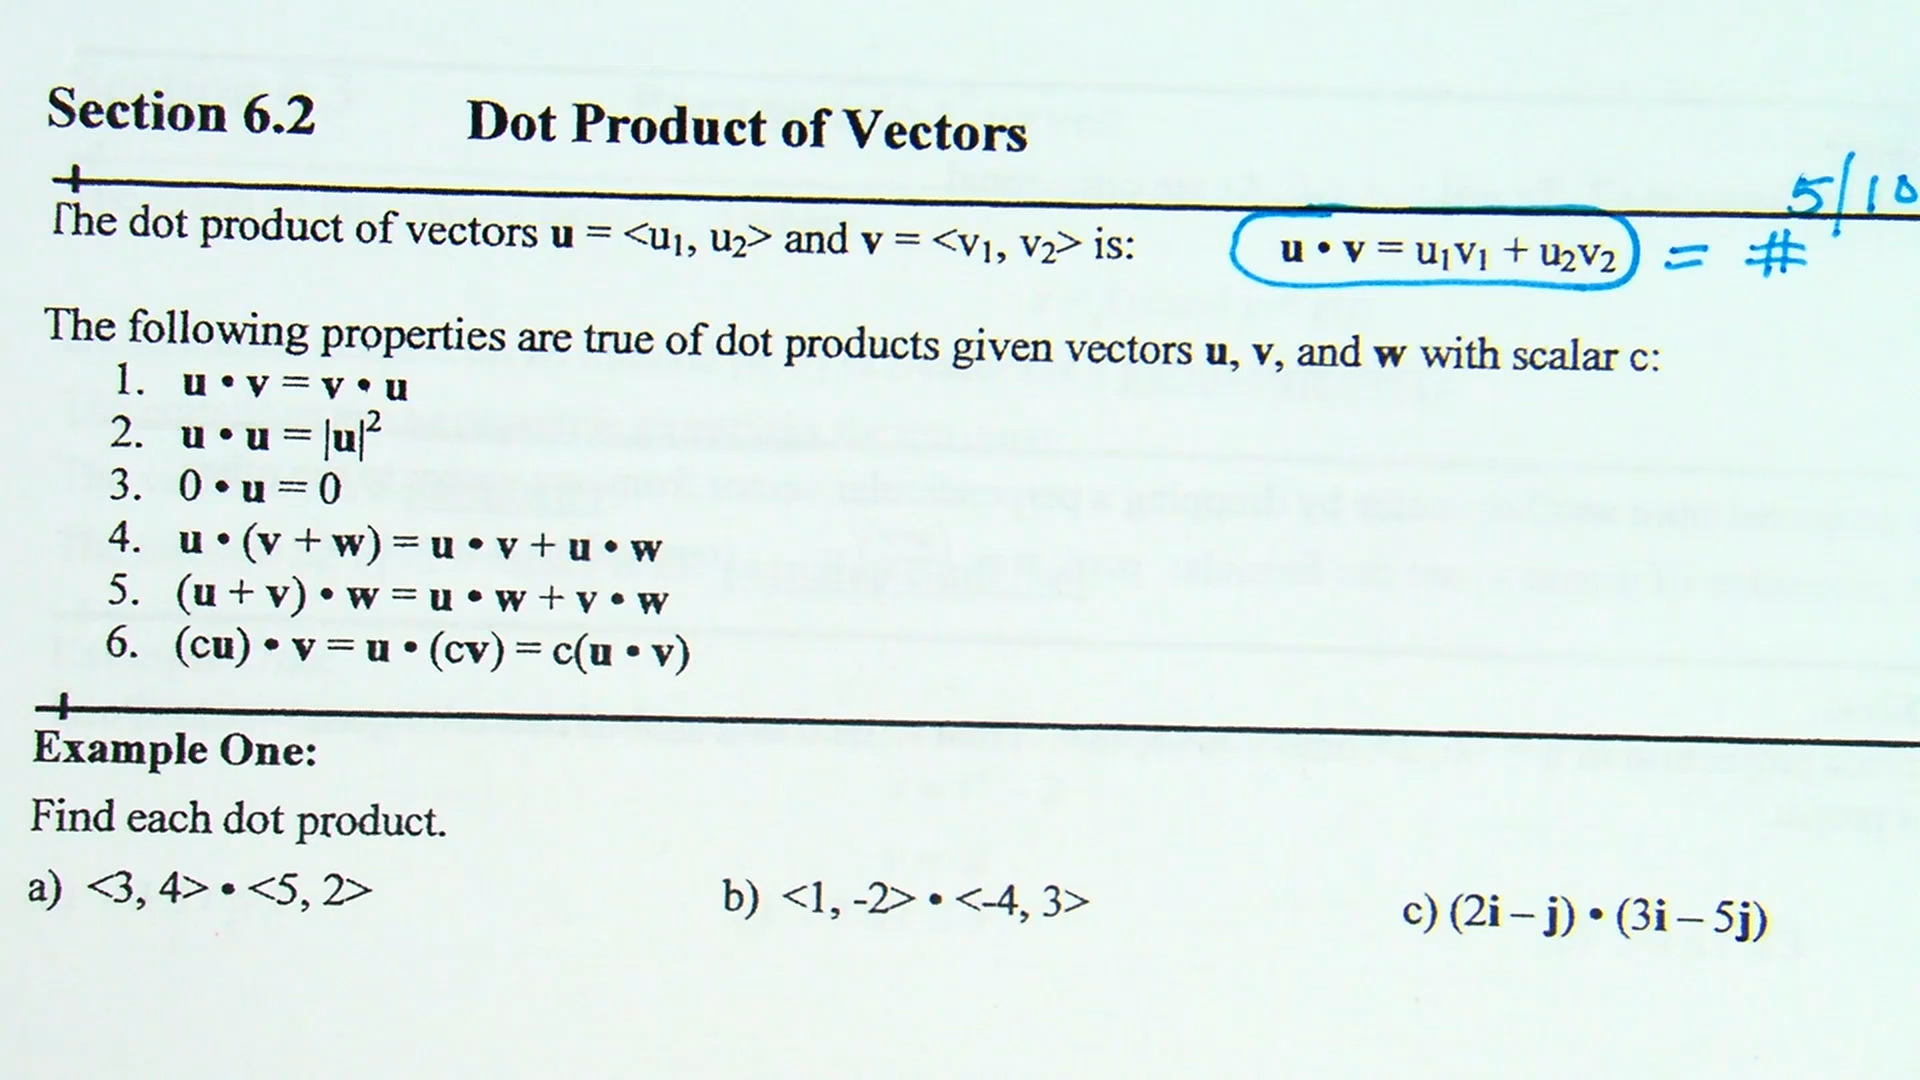 Section 6.2 Dot Product of Vectors
5/10
The dot product of vectors u = <u₁, u₂> and v = <v₁, v₂> is: u • v = u₁v₁ + u₂v₂ = #
The following properties are true of dot products given vectors u, v, and w with scalar c:
1. u • v = v • u
2. u • u = |u|²
3. 0 • u = 0
4. u • (v + w) = u • v + u • w
5. (u + v) • w = u • w + v • w
6. (cu) • v = u • (cv) = c(u • v)
Example One:
Find each dot product.
a) <3, 4> • <5, 2> b) <1, -2> • <-4, 3> c) (2i – j) • (3i – 5j)